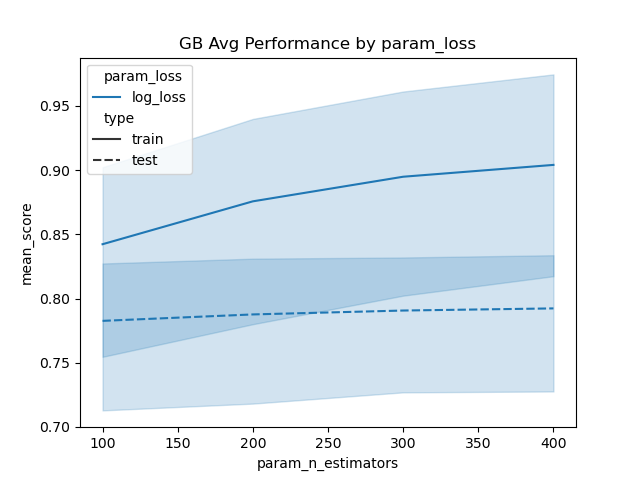 GB Avg Performance by param_loss
param_loss
log_loss
type
train
test
mean_score
0.95
0.90
0.85
0.80
0.75
0.70
100 150 200 250 300 350 400
param_n_estimators